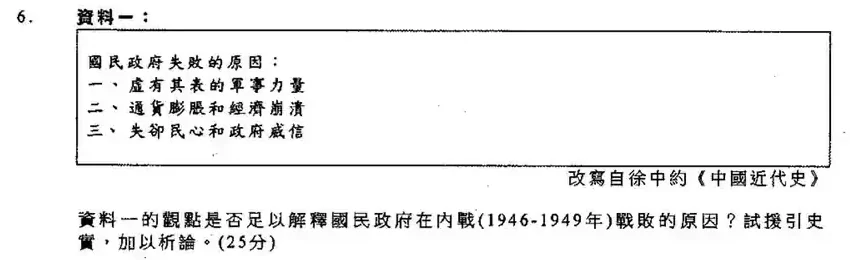 6. 資料一：
國民政府失敗的原因：
一、虛有其表的軍事力量
二、通貨膨脹和經濟崩潰
三、失卻民心和政府威信
改寫自徐中約《中國近代史》
資料一的觀點是否足以解釋國民政府在內戰(1946-1949年)戰敗的原因？試援引史
實，加以析論。(25分)